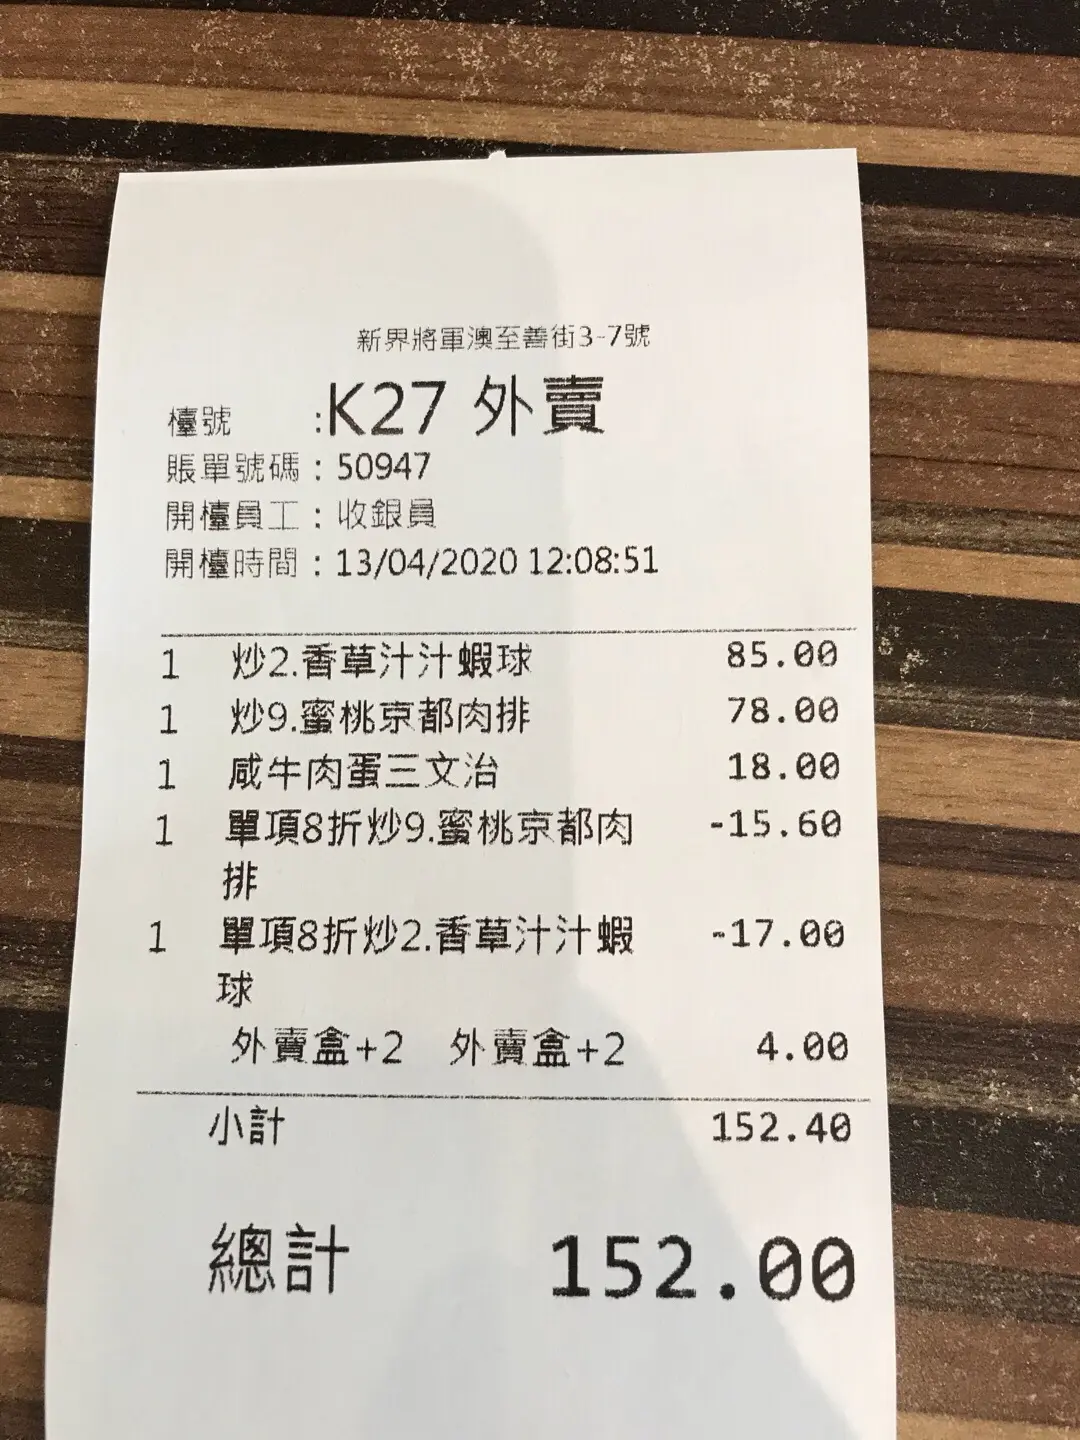 新界將軍澳至善街3-7號
檯號 :K27 外賣
賬單號碼 : 50947
開檯員工 : 收銀員
開檯時間 : 13/04/2020 12:08:51
1 炒2.香草汁汁蝦球 85.00
1 炒9.蜜桃京都肉排 78.00
1 咸牛肉蛋三文治 18.00
1 單項8折炒9.蜜桃京都肉 -15.60
排
1 單項8折炒2.香草汁汁蝦 -17.00
球
外賣盒+2 外賣盒+2 4.00
小計 152.40
總計 152.00